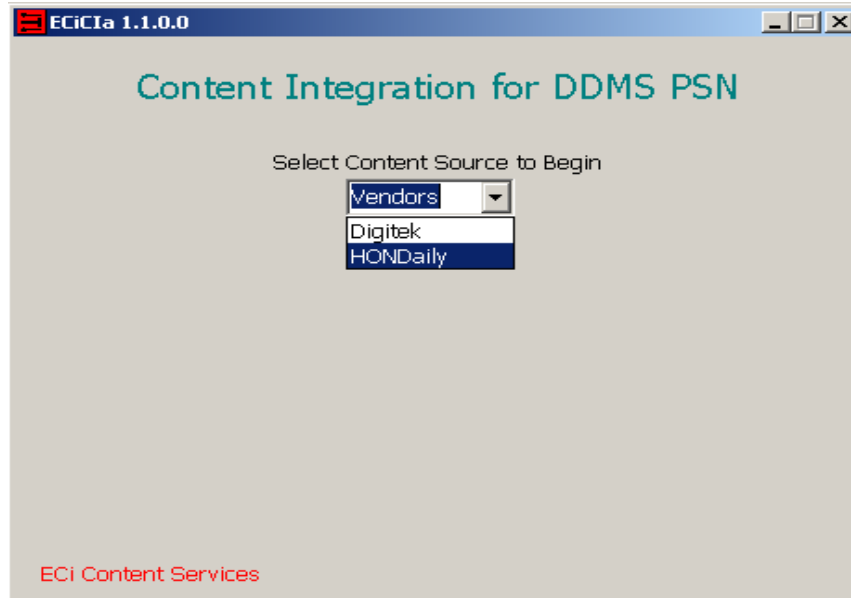 ECiCIa 1.1.0.0
Content Integration for DDMS PSN
Select Content Source to Begin
Vendors
Digitek
HONDaily
ECi Content Services